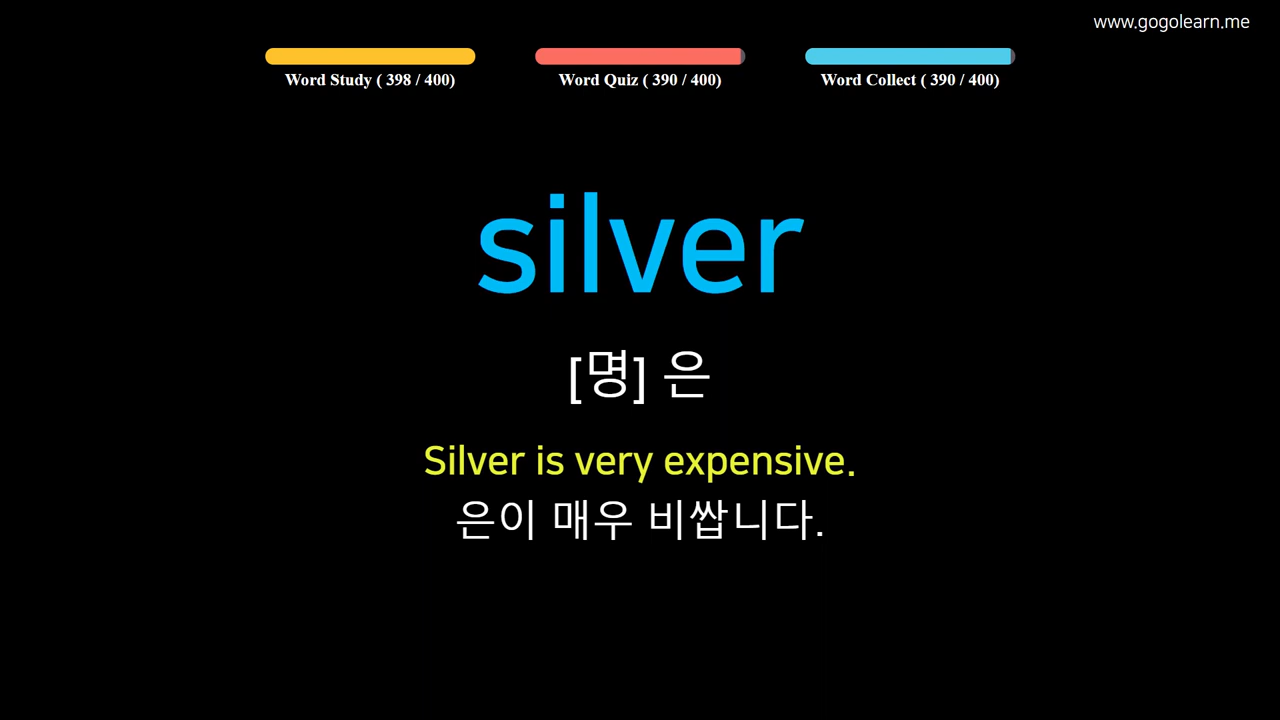 www.gogolearn.me
Word Study ( 398 / 400)
Word Quiz ( 390 / 400)
Word Collect ( 390 / 400)
silver
[명] 은
Silver is very expensive.
은이 매우 비쌉니다.